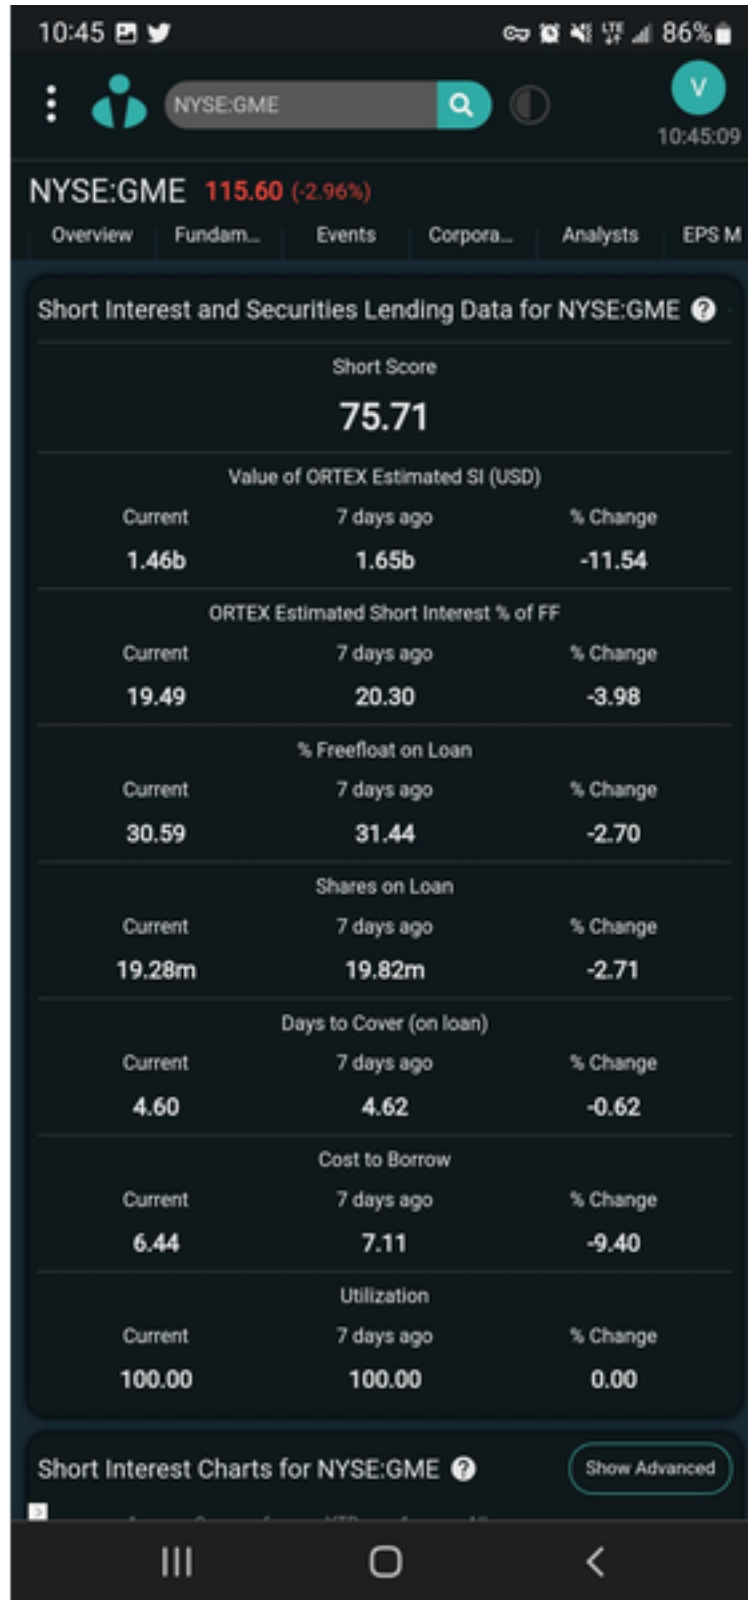 10:45
LTE
86%
NYSE:GME
V
10:45:09
NYSE:GME 115.60 (-2.96%)
Overview Fundam... Events Corpora... Analysts EPS M
Short Interest and Securities Lending Data for NYSE:GME ?
Short Score
75.71
Value of ORTEX Estimated SI (USD)
Current 7 days ago % Change
1.46b 1.65b -11.54
ORTEX Estimated Short Interest % of FF
Current 7 days ago % Change
19.49 20.30 -3.98
% Freefloat on Loan
Current 7 days ago % Change
30.59 31.44 -2.70
Shares on Loan
Current 7 days ago % Change
19.28m 19.82m -2.71
Days to Cover (on loan)
Current 7 days ago % Change
4.60 4.62 -0.62
Cost to Borrow
Current 7 days ago % Change
6.44 7.11 -9.40
Utilization
Current 7 days ago % Change
100.00 100.00 0.00
Short Interest Charts for NYSE:GME ?
Show Advanced